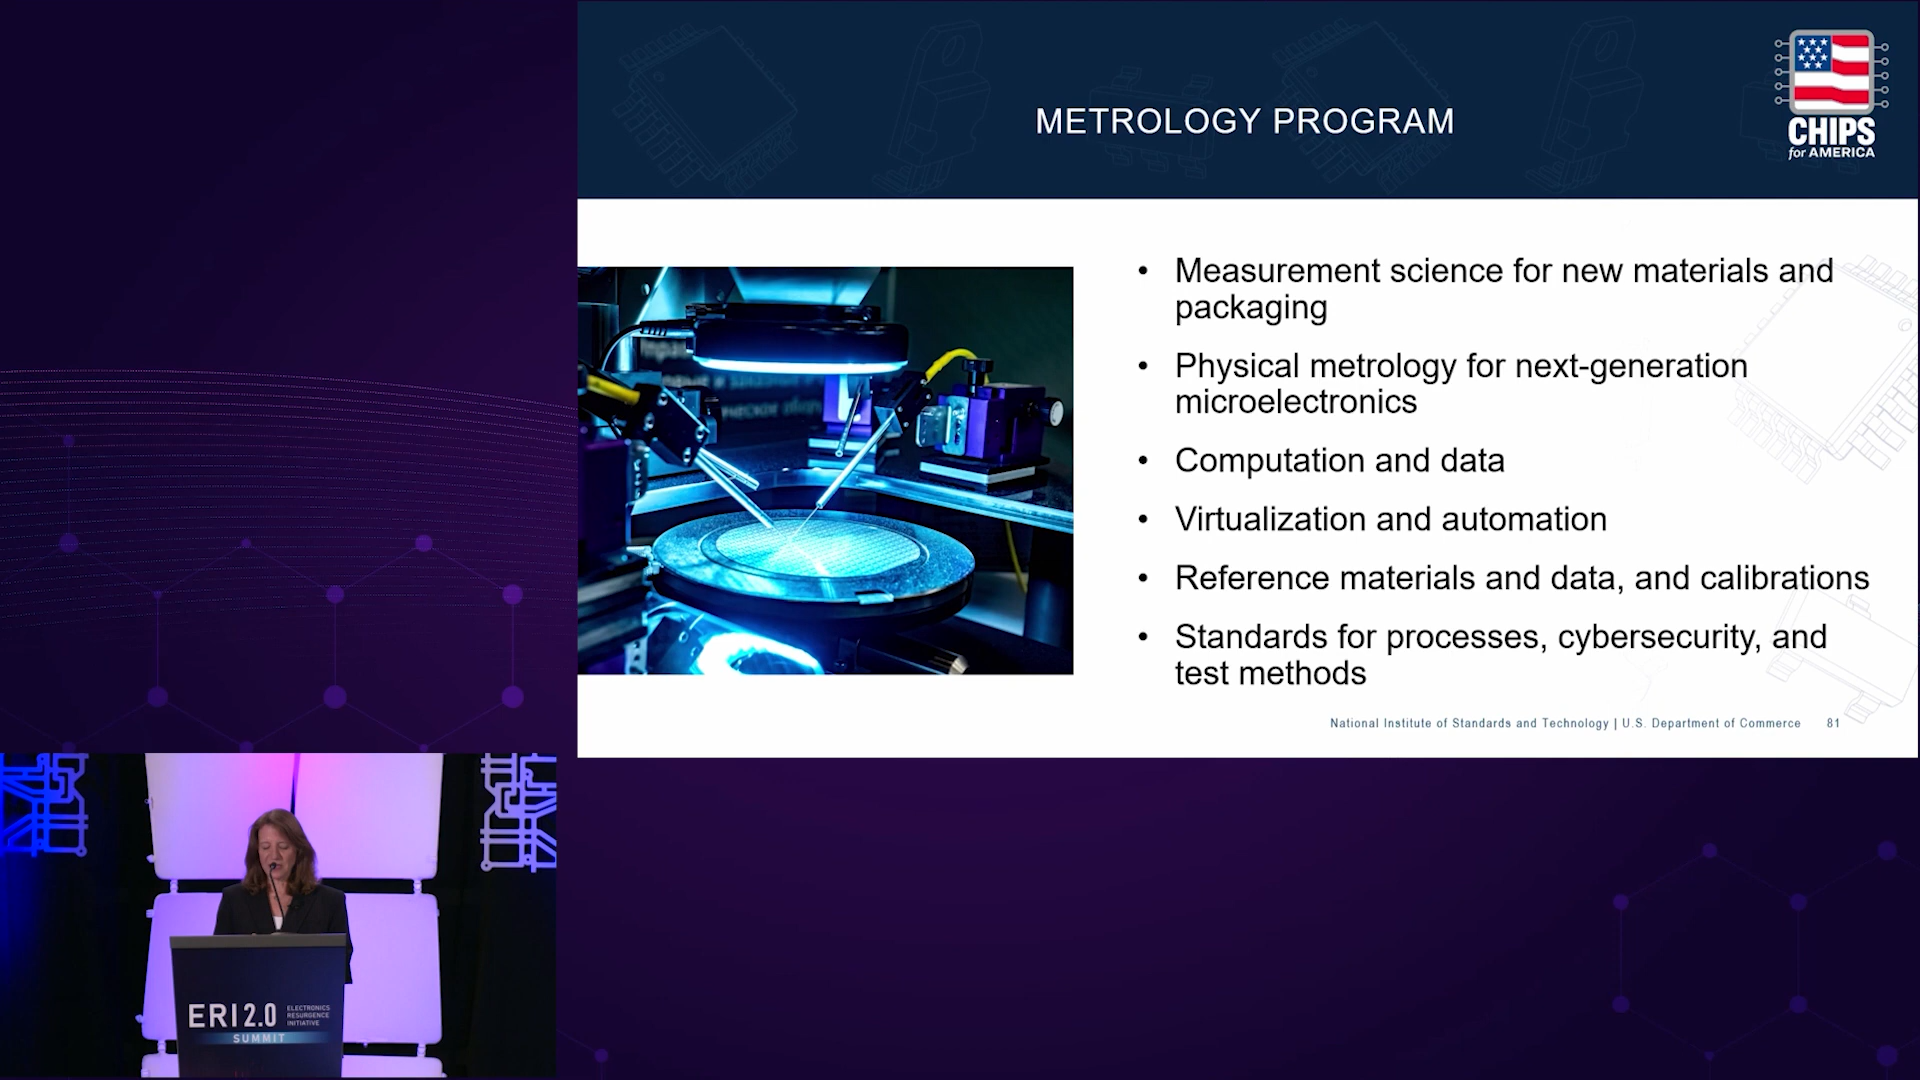 METROLOGY PROGRAM
CHIPS
for AMERICA
• Measurement science for new materials and
packaging
• Physical metrology for next-generation
microelectronics
• Computation and data
• Virtualization and automation
• Reference materials and data, and calibrations
• Standards for processes, cybersecurity, and
test methods
National Institute of Standards and Technology | U.S. Department of Commerce 81
ERI 2.0
ELECTRONICS
RESURGENCE
INITIATIVE
SUMMIT